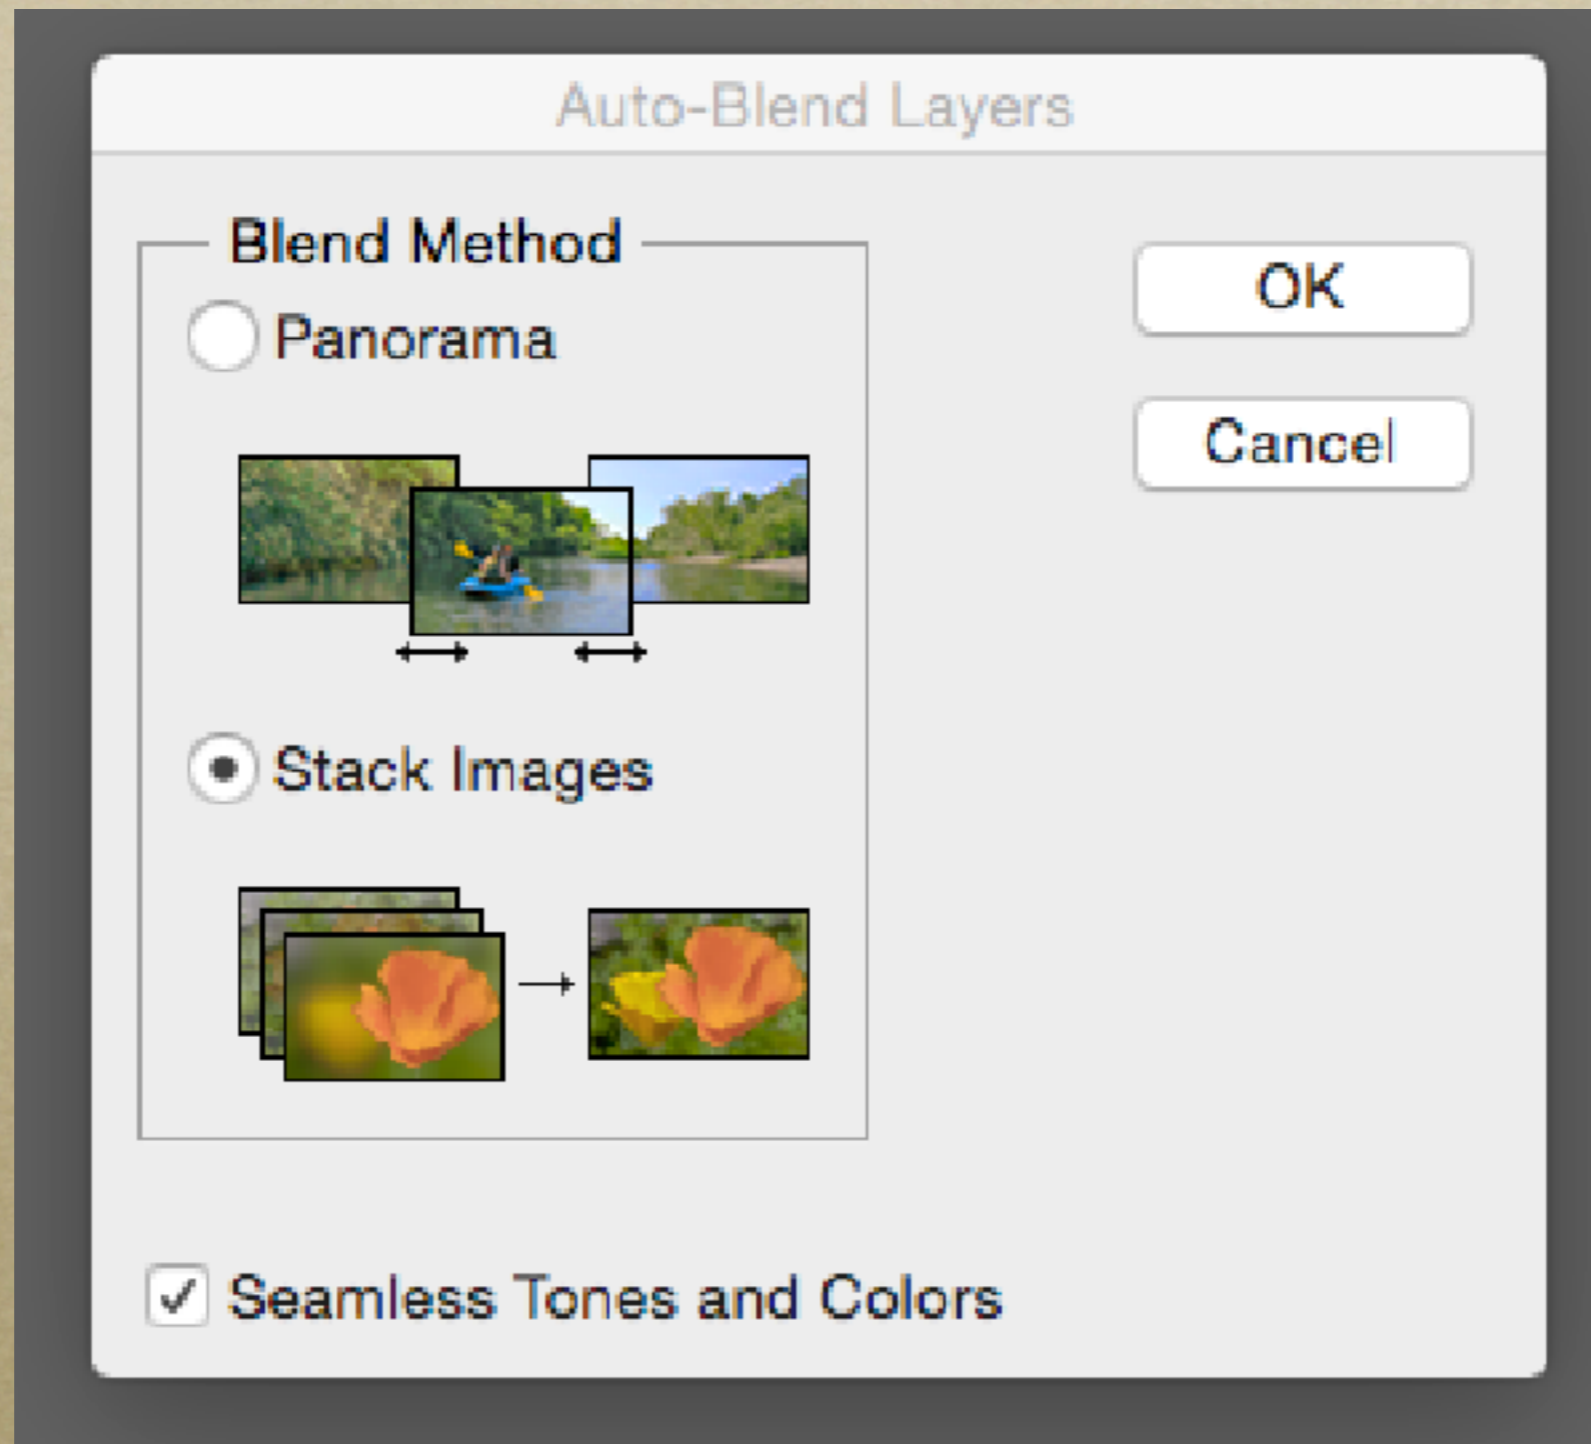 Auto-Blend Layers
Blend Method
Panorama
Stack Images
Seamless Tones and Colors
OK
Cancel